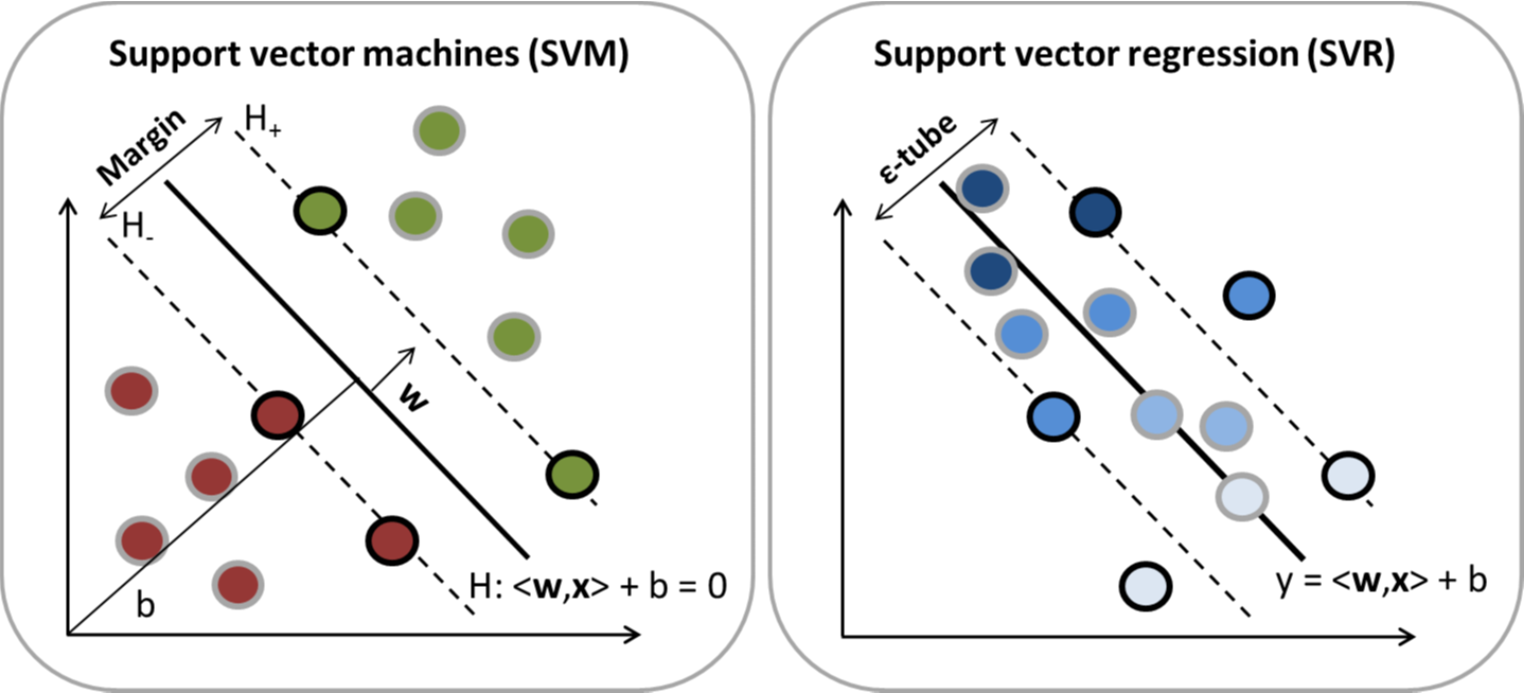 Support vector machines (SVM)
Margin
H+
H-
w
b
H: <w,x> + b = 0
Support vector regression (SVR)
ε-tube
y = <w,x> + b